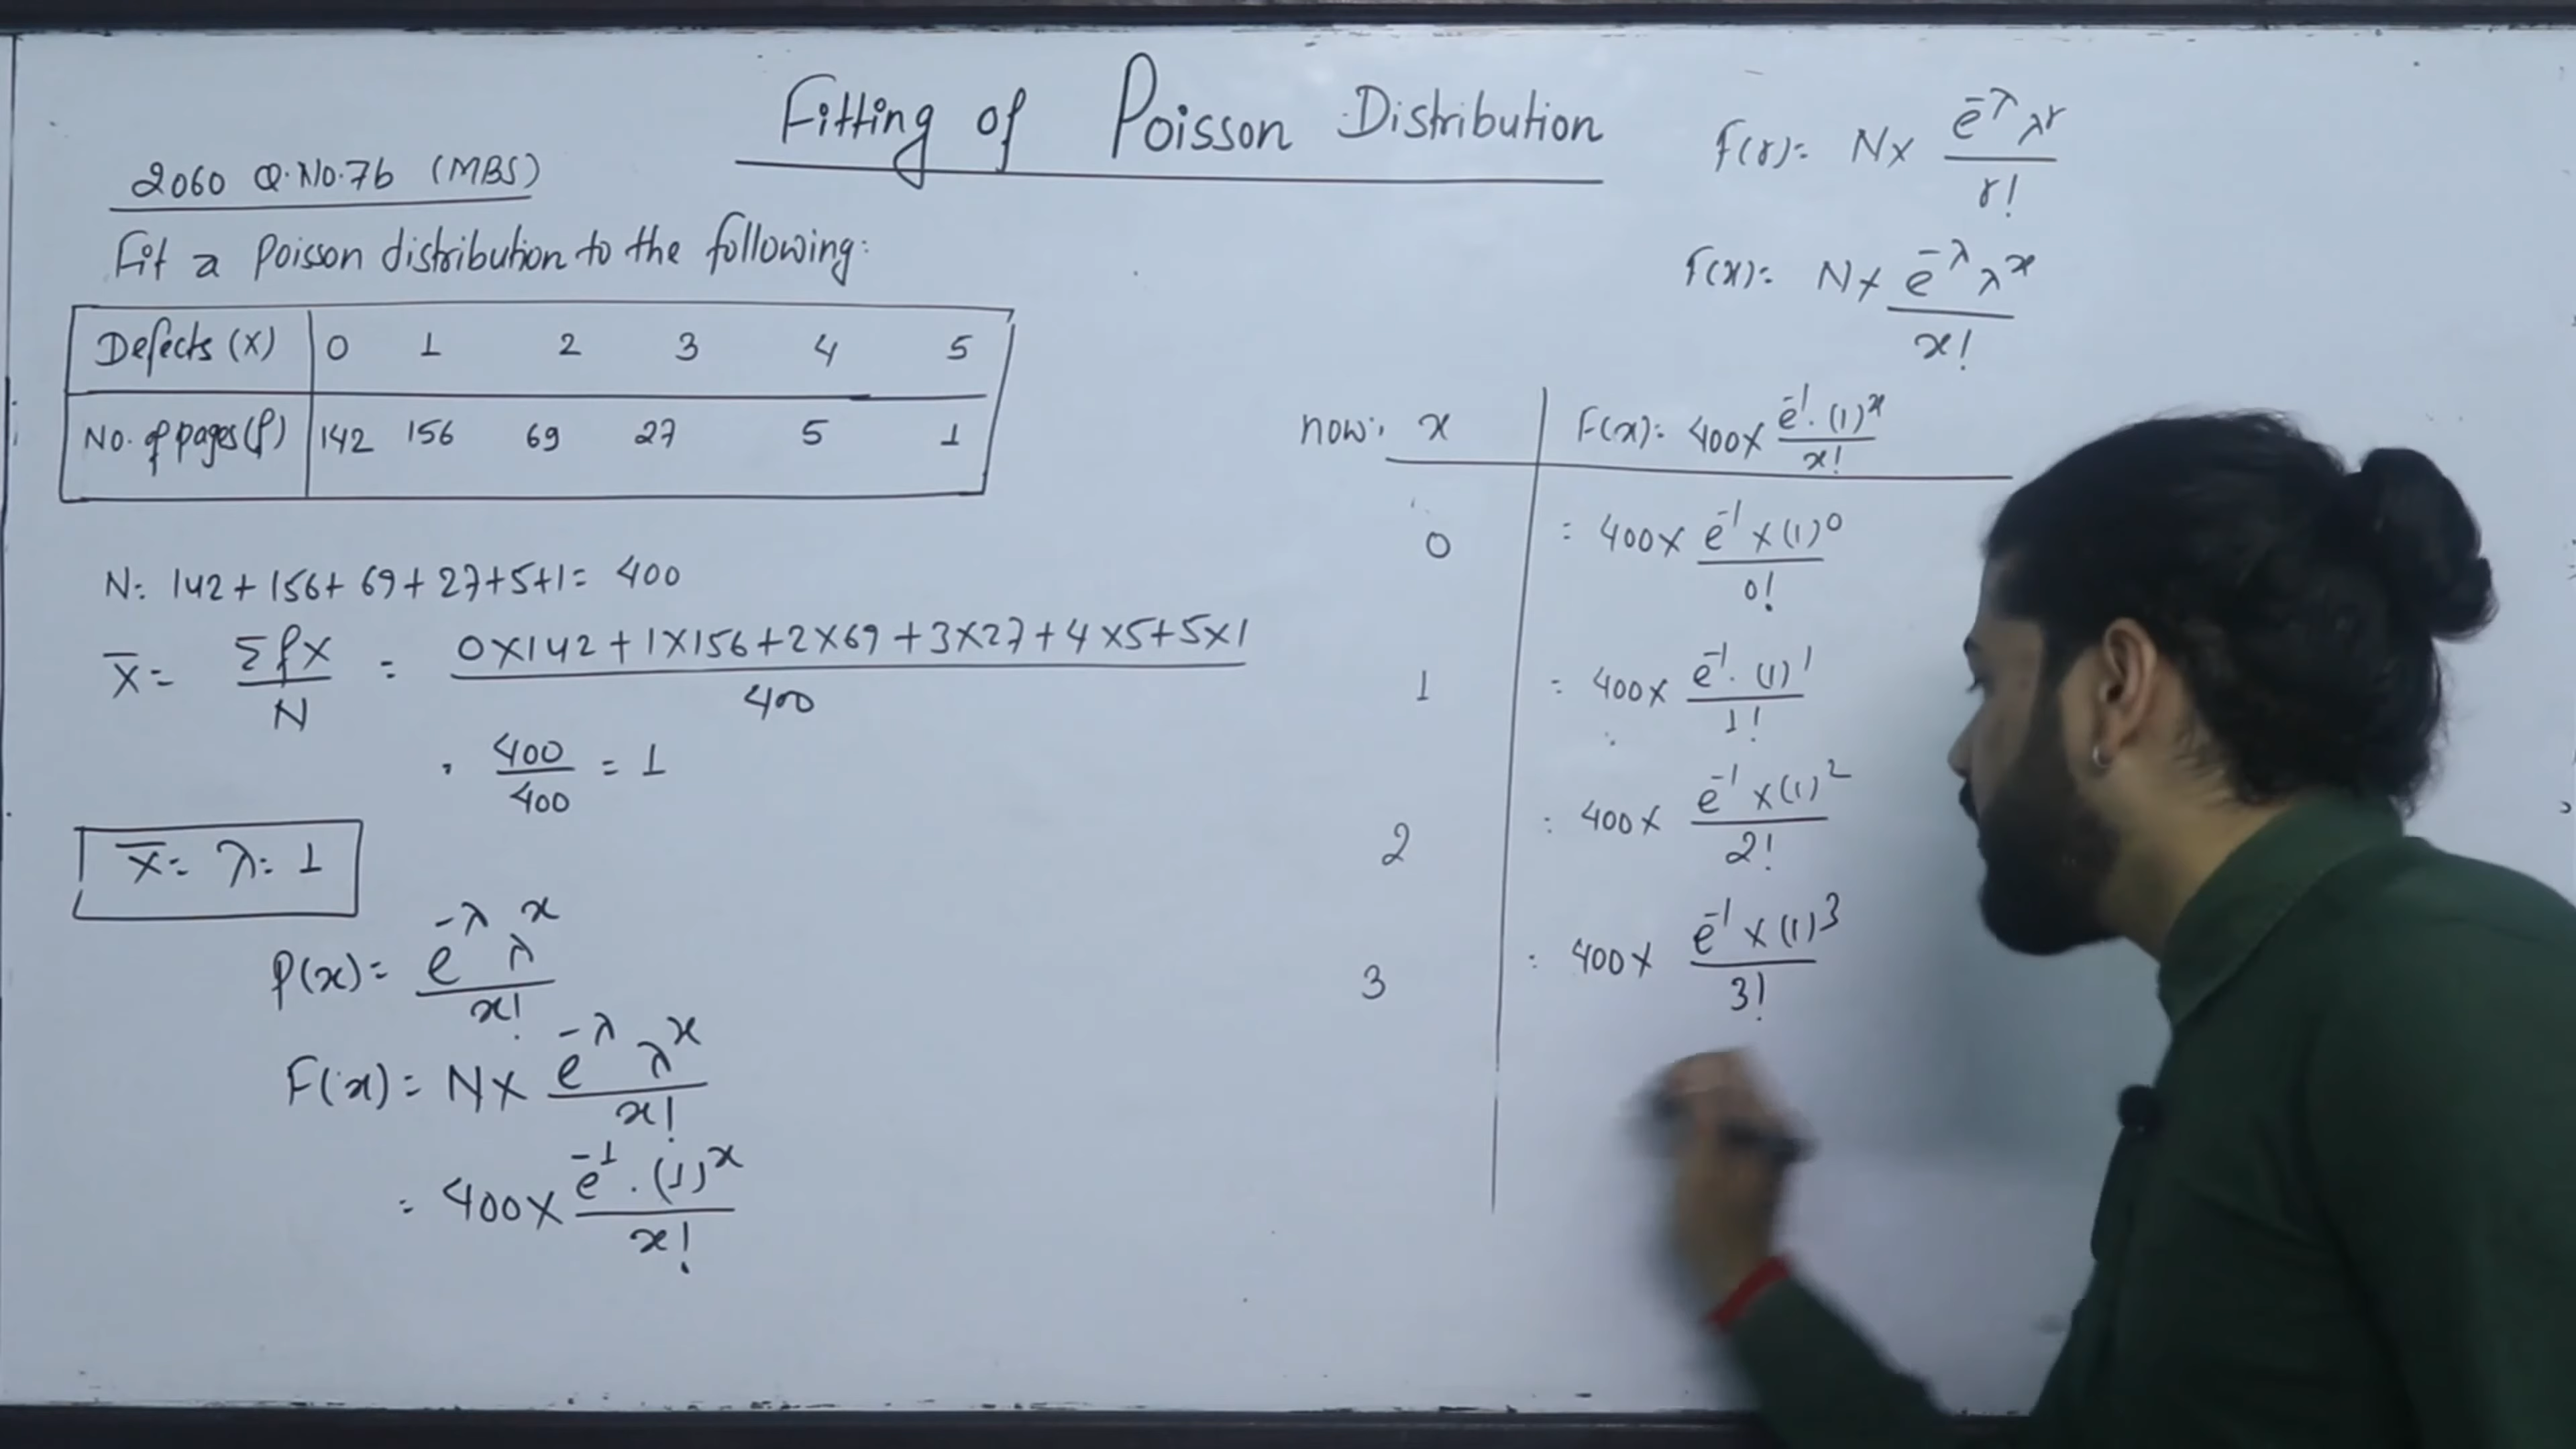 Fitting of Poisson Distribution
2060 Q.No.7b (MBS)
Fit a Poisson distribution to the following:
Defects (X) 0 1 2 3 4 5
No. of pages (f) 142 156 69 27 5 1
N: 142 + 156 + 69 + 27 + 5 + 1 = 400
X̄ = Σfx / N = 0×142 + 1×156 + 2×69 + 3×27 + 4×5 + 5×1 / 400
= 400 / 400 = 1
X̄ = λ = 1
P(x) = e^-λ λ^x / x!
F(x) = N× e^-λ λ^x / x!
= 400× e^-1 . (1)^x / x!
F(r) = N× e^-λ λ^r / r!
F(x) = N× e^-λ λ^x / x!
now: x F(x): 400× e^-1 . (1)^x / x!
0 = 400× e^-1 × (1)^0 / 0!
1 = 400× e^-1 . (1)^1 / 1!
2 : 400× e^-1 × (1)^2 / 2!
3 : 400× e^-1 × (1)^3 / 3!